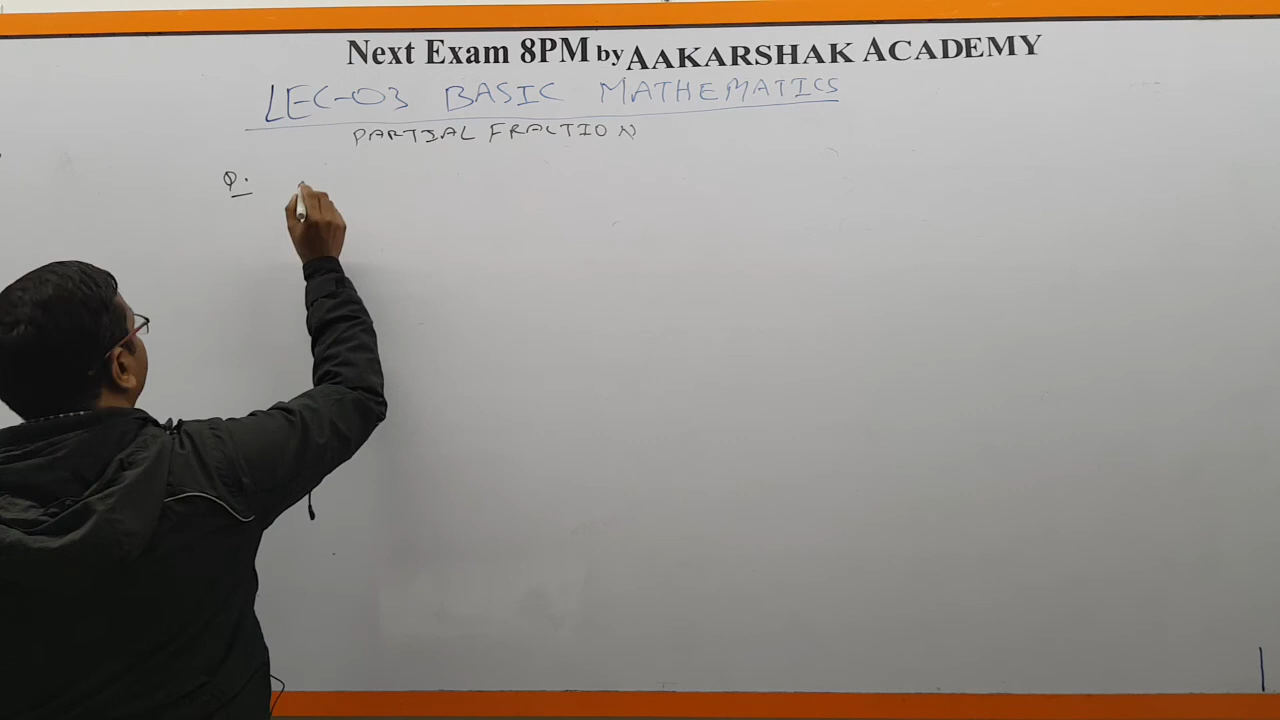 Next Exam 8PM by AAKARSHAK ACADEMY
LEC-03 BASIC MATHEMATICS
PARTIAL FRACTION
Q.